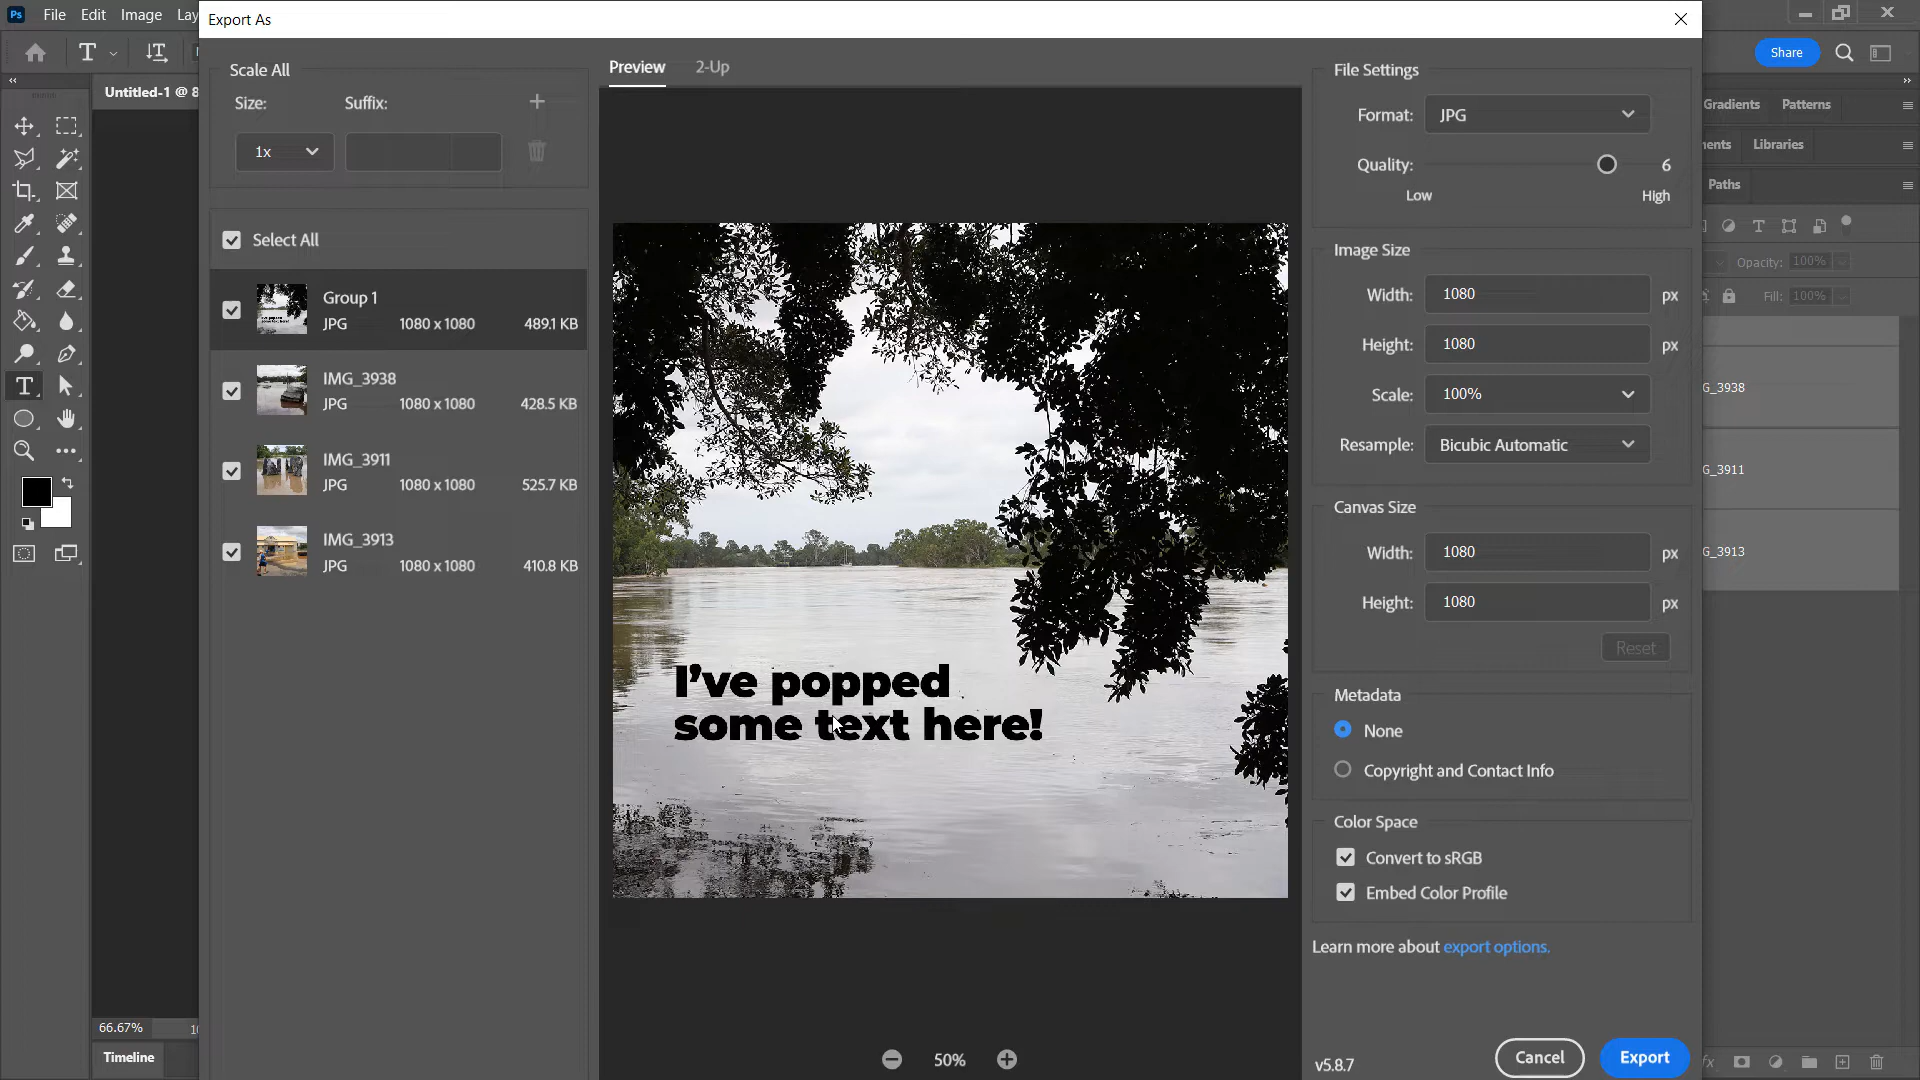 Ps File Edit Image Lay
Export As
Share
Untitled-1 @ 8
Scale All
Size:
Suffix:
1x
Select All
Group 1
JPG 1080 x 1080 489.1 KB
IMG_3938
JPG 1080 x 1080 428.5 KB
IMG_3911
JPG 1080 x 1080 525.7 KB
IMG_3913
JPG 1080 x 1080 410.8 KB
Preview 2-Up
I’ve popped
some text here!
50%
File Settings
Format: JPG
Quality: 6
Low High
Image Size
Width: 1080 px
Height: 1080 px
Scale: 100%
Resample: Bicubic Automatic
Canvas Size
Width: 1080 px
Height: 1080 px
Reset
Metadata
None
Copyright and Contact Info
Color Space
Convert to sRGB
Embed Color Profile
Learn more about export options.
v5.8.7
Cancel Export
Gradients Patterns
nents Libraries
Paths
Opacity: 100%
Fill: 100%
G_3938
G_3911
G_3913
66.67%
Timeline
fx